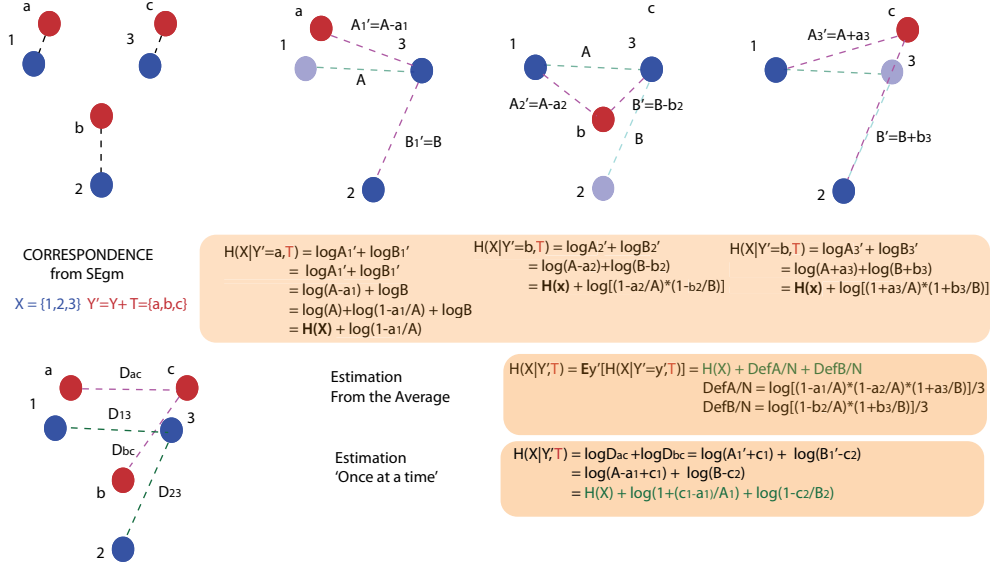 a
c
1
3
b
2
a
A1'=A-a1
1
3
A
B1'=B
2
c
1
3
A
A2'=A-a2
B'=B-b2
b
B
2
c
A3'=A+a3
1
3
B'=B+b3
2
CORRESPONDENCE
from SEgm
X = {1,2,3} Y'=Y+ T={a,b,c}
H(X|Y'=a,T) = logA1'+ logB1'
= logA1'+ logB1'
= log(A-a1) + logB
= log(A)+log(1-a1/A) + logB
= H(X) + log(1-a1/A)
H(X|Y'=b,T) = logA2'+ logB2'
= log(A-a2)+log(B-b2)
= H(x) + log[(1-a2/A)*(1-b2/B)]
H(X|Y'=b,T) = logA3'+ logB3'
= log(A+a3)+log(B+b3)
= H(x) + log[(1+a3/A)*(1+b3/B)]
a
Dac
c
1
D13
3
Dbc
b
D23
2
Estimation
From the Average
H(X|Y',T) = Ey'[H(X|Y'=y',T)] = H(X) + DefA/N + DefB/N
DefA/N = log[(1-a1/A)*(1-a2/A)*(1+a3/B)]/3
DefB/N = log[(1-b2/A)*(1+b3/B)]/3
Estimation
'Once at a time'
H(X|Y,'T) = logDac+logDbc= log(A1'+c1) + log(B1'-c2)
= log(A-a1+c1) + log(B-c2)
= H(X) + log(1+(c1-a1)/A1) + log(1-c2/B2)